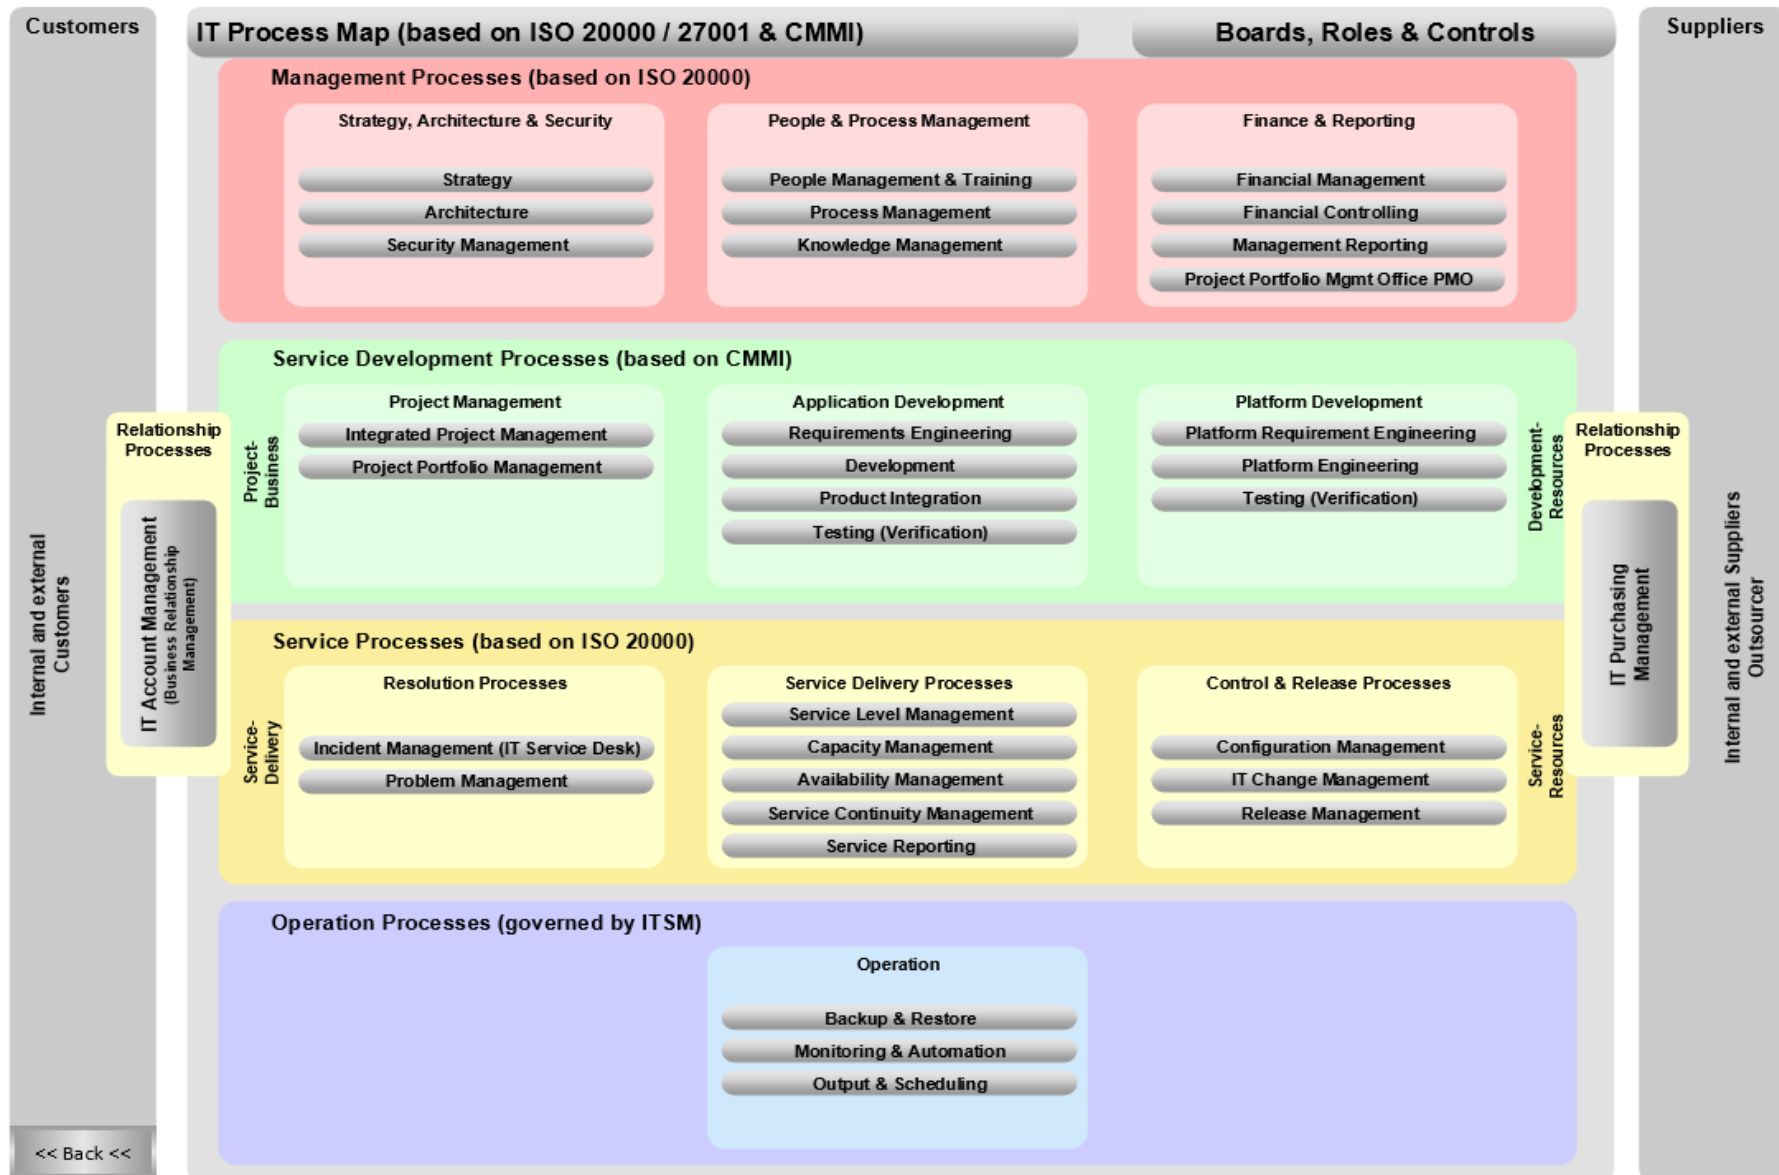 Customers
IT Process Map (based on ISO 20000 / 27001 & CMMI)
Boards, Roles & Controls
Suppliers
Management Processes (based on ISO 20000)
Strategy, Architecture & Security
Strategy
Architecture
Security Management
People & Process Management
People Management & Training
Process Management
Knowledge Management
Finance & Reporting
Financial Management
Financial Controlling
Management Reporting
Project Portfolio Mgmt Office PMO
Service Development Processes (based on CMMI)
Project-
Business
Project Management
Integrated Project Management
Project Portfolio Management
Application Development
Requirements Engineering
Development
Product Integration
Testing (Verification)
Platform Development
Platform Requirement Engineering
Platform Engineering
Testing (Verification)
Development-
Resources
Relationship
Processes
IT Account Management
(Business Relationship
Management)
Internal and external
Customers
Relationship
Processes
IT Purchasing
Management
Internal and external Suppliers
Outsourcer
Service Processes (based on ISO 20000)
Service-
Delivery
Resolution Processes
Incident Management (IT Service Desk)
Problem Management
Service Delivery Processes
Service Level Management
Capacity Management
Availability Management
Service Continuity Management
Service Reporting
Control & Release Processes
Configuration Management
IT Change Management
Release Management
Service-
Resources
Operation Processes (governed by ITSM)
Operation
Backup & Restore
Monitoring & Automation
Output & Scheduling
<< Back <<